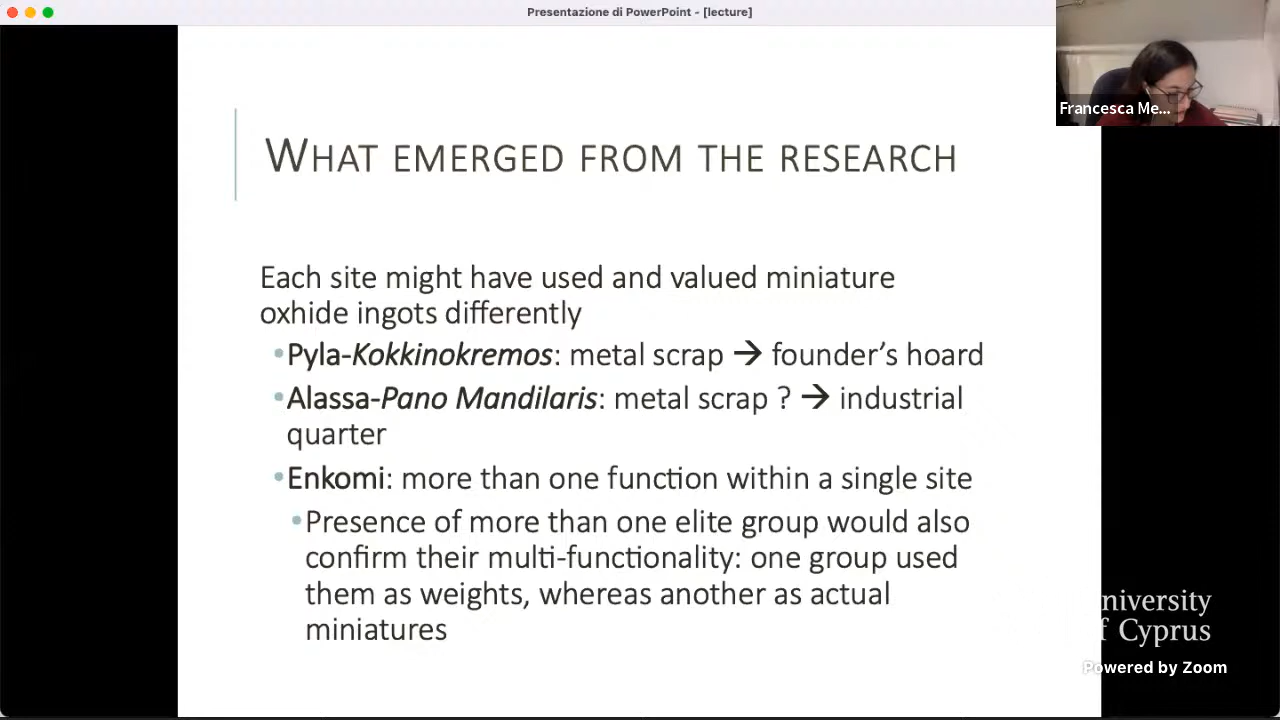 Presentazione di PowerPoint - [lecture]
Francesca Me...
WHAT EMERGED FROM THE RESEARCH
Each site might have used and valued miniature
oxhide ingots differently
•Pyla-Kokkinokremos: metal scrap → founder’s hoard
•Alassa-Pano Mandilaris: metal scrap ? → industrial
quarter
•Enkomi: more than one function within a single site
•Presence of more than one elite group would also
confirm their multi-functionality: one group used
them as weights, whereas another as actual
miniatures
niversity
f Cyprus
Powered by Zoom